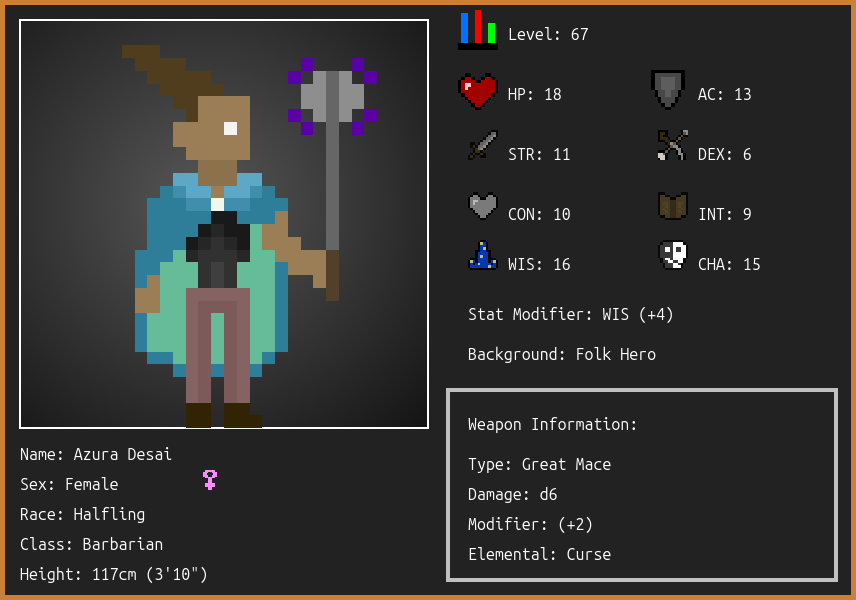 Level: 67
HP: 18
AC: 13
STR: 11
DEX: 6
CON: 10
INT: 9
WIS: 16
CHA: 15
Stat Modifier: WIS (+4)
Background: Folk Hero
Weapon Information:
Type: Great Mace
Damage: d6
Modifier: (+2)
Elemental: Curse
Name: Azura Desai
Sex: Female
Race: Halfling
Class: Barbarian
Height: 117cm (3'10")